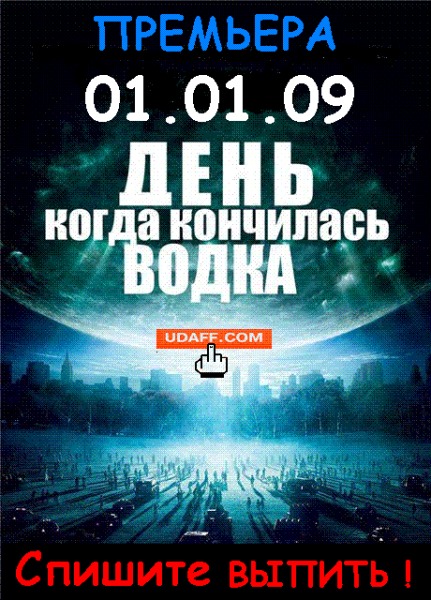 ПРЕМЬЕРА
01.01.09
ДЕНЬ
когда кончилась
ВОДКА
UDAFF.COM
Спишите ВЫПИТЬ !